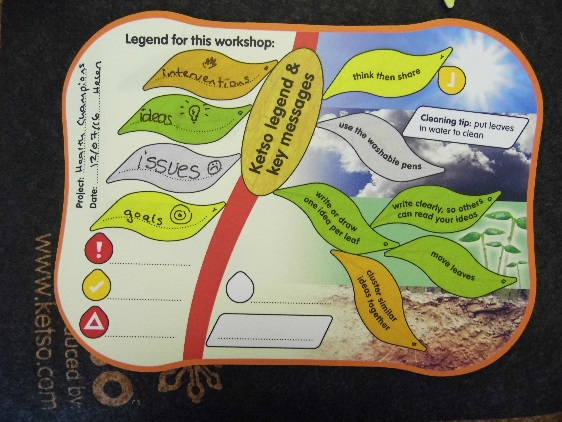 Legend for this workshop:
Project: Health Champions
Date: 12/07/16
interventions
ideas
issues
goals
!
Ketso legend &
key messages
think then share
Cleaning tip: put leaves
in water to clean
use the washable pens
write or draw
one idea per leaf
write clearly, so others
can read your ideas
move leaves
cluster similar
ideas together
www.ketso.com
duced by
so